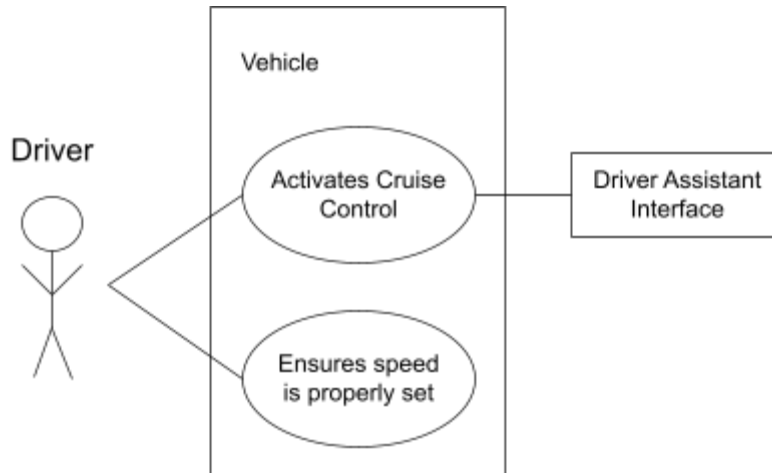 Vehicle
Driver
Activates Cruise
Control
Driver Assistant
Interface
Ensures speed
is properly set